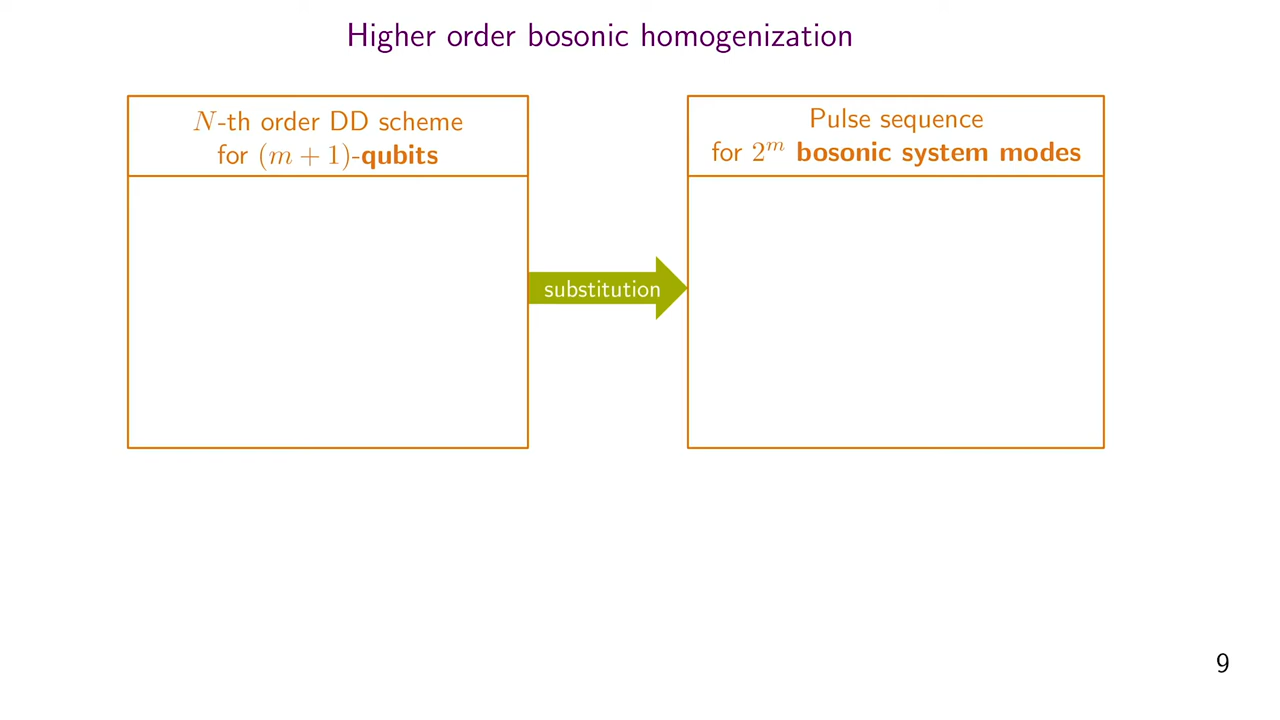 Higher order bosonic homogenization
N-th order DD scheme
for (m + 1)-qubits
Pulse sequence
for 2^m bosonic system modes
substitution
9